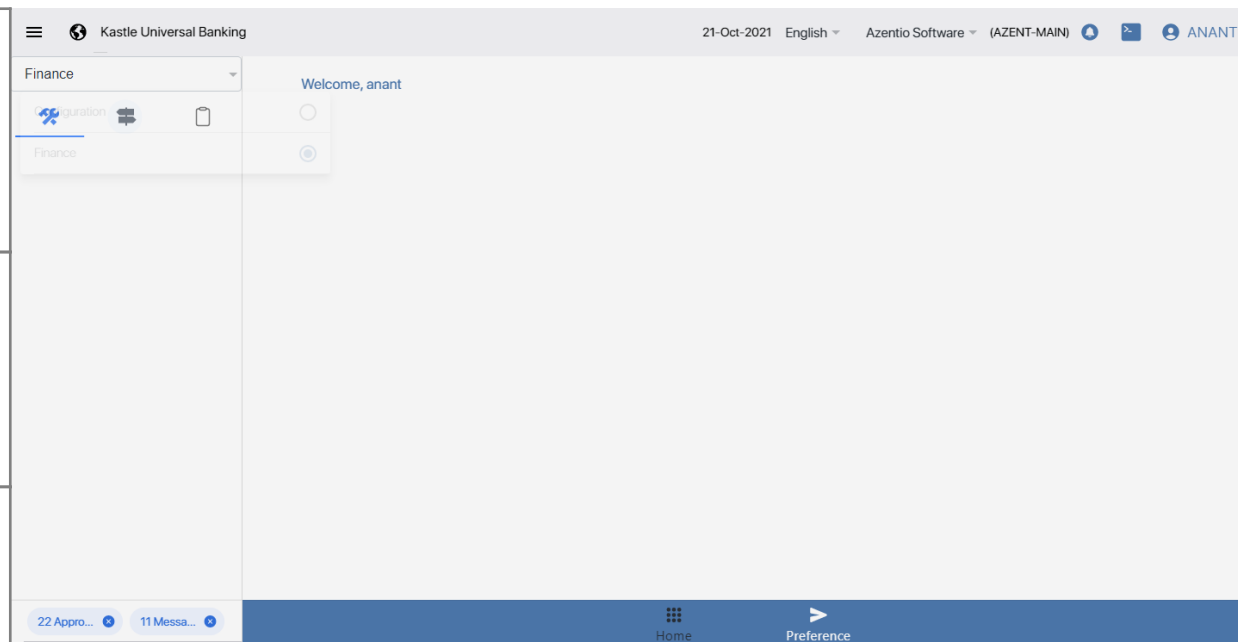 Kastle Universal Banking
21-Oct-2021 English Azentio Software (AZENT-MAIN) ANANT
Finance
Welcome, anant
Configuration
Finance
22 Appro... 11 Messa...
Home Preference